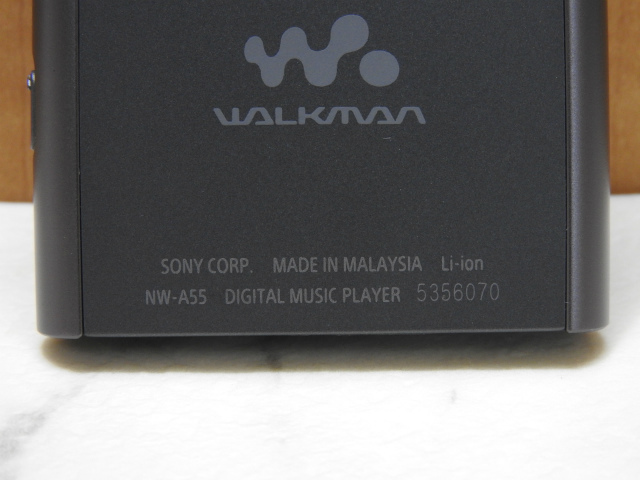 WALKMAN
SONY CORP. MADE IN MALAYSIA Li-ion
NW-A55 DIGITAL MUSIC PLAYER 5356070